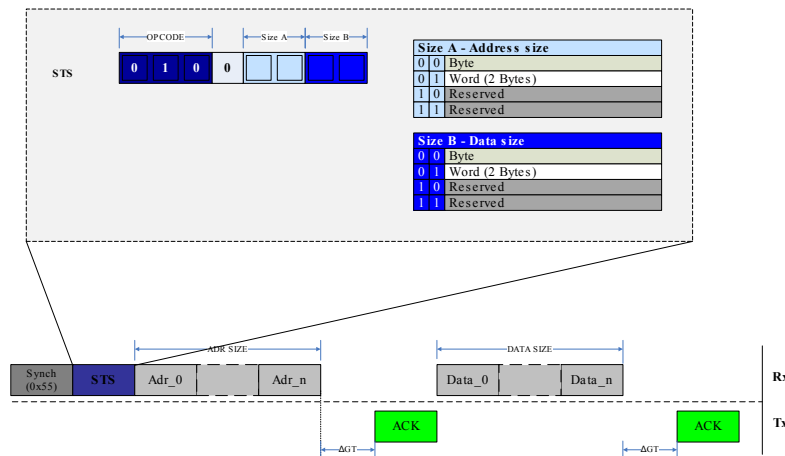 OPCODE Size A Size B
STS 0 1 0 0
Size A - Address size
0 0 Byte
0 1 Word (2 Bytes)
1 0 Reserved
1 1 Reserved
Size B - Data size
0 0 Byte
0 1 Word (2 Bytes)
1 0 Reserved
1 1 Reserved
ADR SIZE DATA SIZE
Synch
(0x55)
STS Adr_0 Adr_n Data_0 Data_n Rx
ACK ACK Tx
ΔGT ΔGT